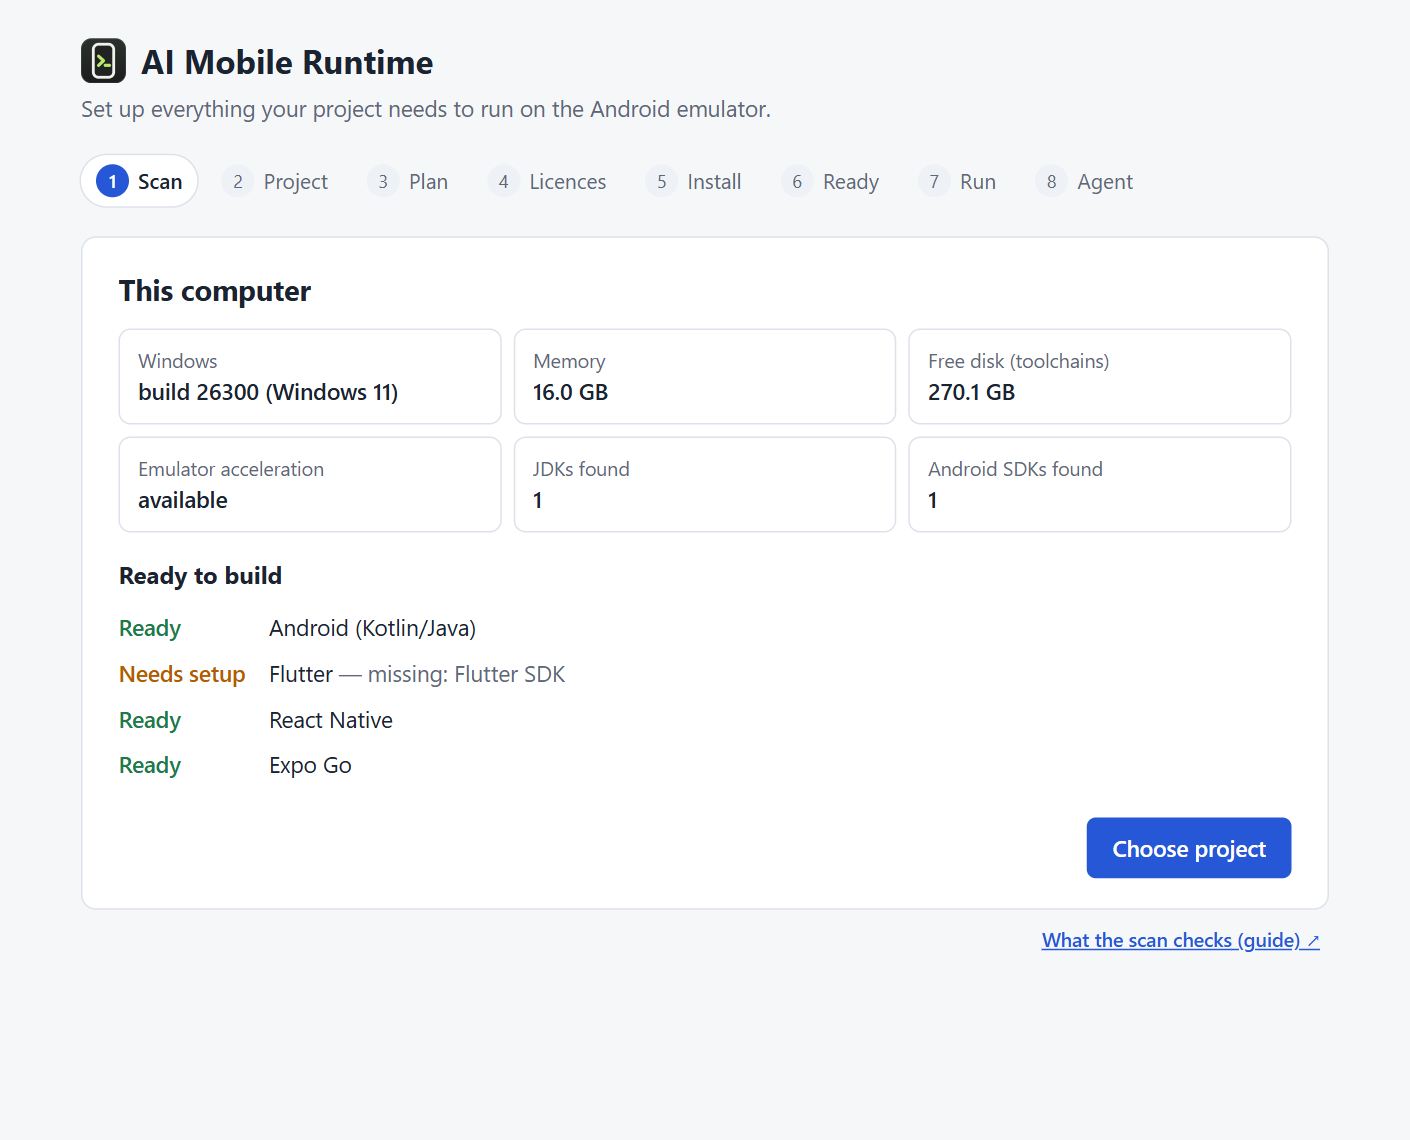 AI Mobile Runtime
Set up everything your project needs to run on the Android emulator.
1 Scan 2 Project 3 Plan 4 Licences 5 Install 6 Ready 7 Run 8 Agent
This computer
Windows
build 26300 (Windows 11)
Memory
16.0 GB
Free disk (toolchains)
270.1 GB
Emulator acceleration
available
JDKs found
1
Android SDKs found
1
Ready to build
Ready Android (Kotlin/Java)
Needs setup Flutter — missing: Flutter SDK
Ready React Native
Ready Expo Go
Choose project
What the scan checks (guide) ↗